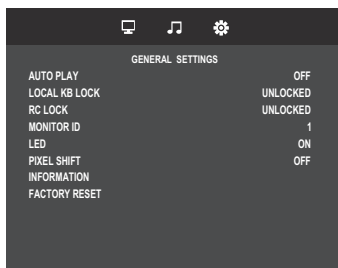 GENERAL SETTINGS
AUTO PLAY OFF
LOCAL KB LOCK UNLOCKED
RC LOCK UNLOCKED
MONITOR ID 1
LED ON
PIXEL SHIFT OFF
INFORMATION
FACTORY RESET